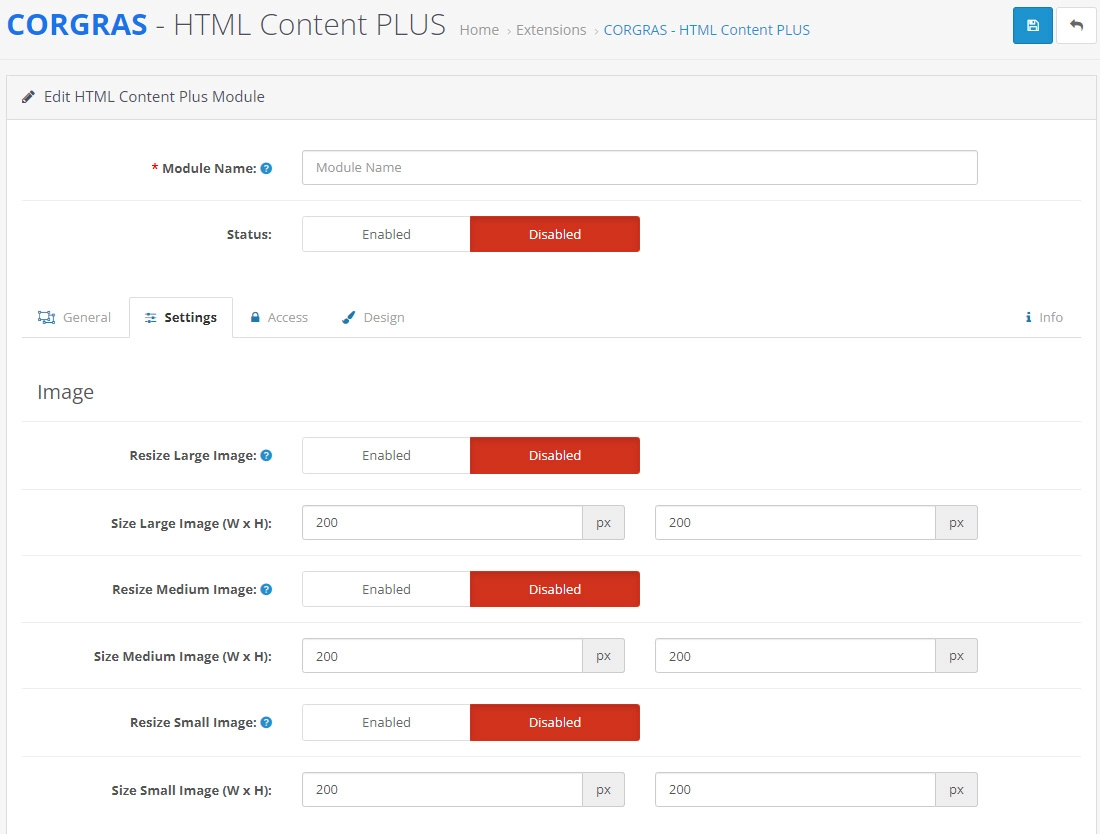 CORGRAS - HTML Content PLUS Home › Extensions › CORGRAS - HTML Content PLUS
Edit HTML Content Plus Module
* Module Name: ? Module Name
Status: Enabled Disabled
General Settings Access Design i Info
Image
Resize Large Image: ? Enabled Disabled
Size Large Image (W x H): 200 px 200 px
Resize Medium Image: ? Enabled Disabled
Size Medium Image (W x H): 200 px 200 px
Resize Small Image: ? Enabled Disabled
Size Small Image (W x H): 200 px 200 px